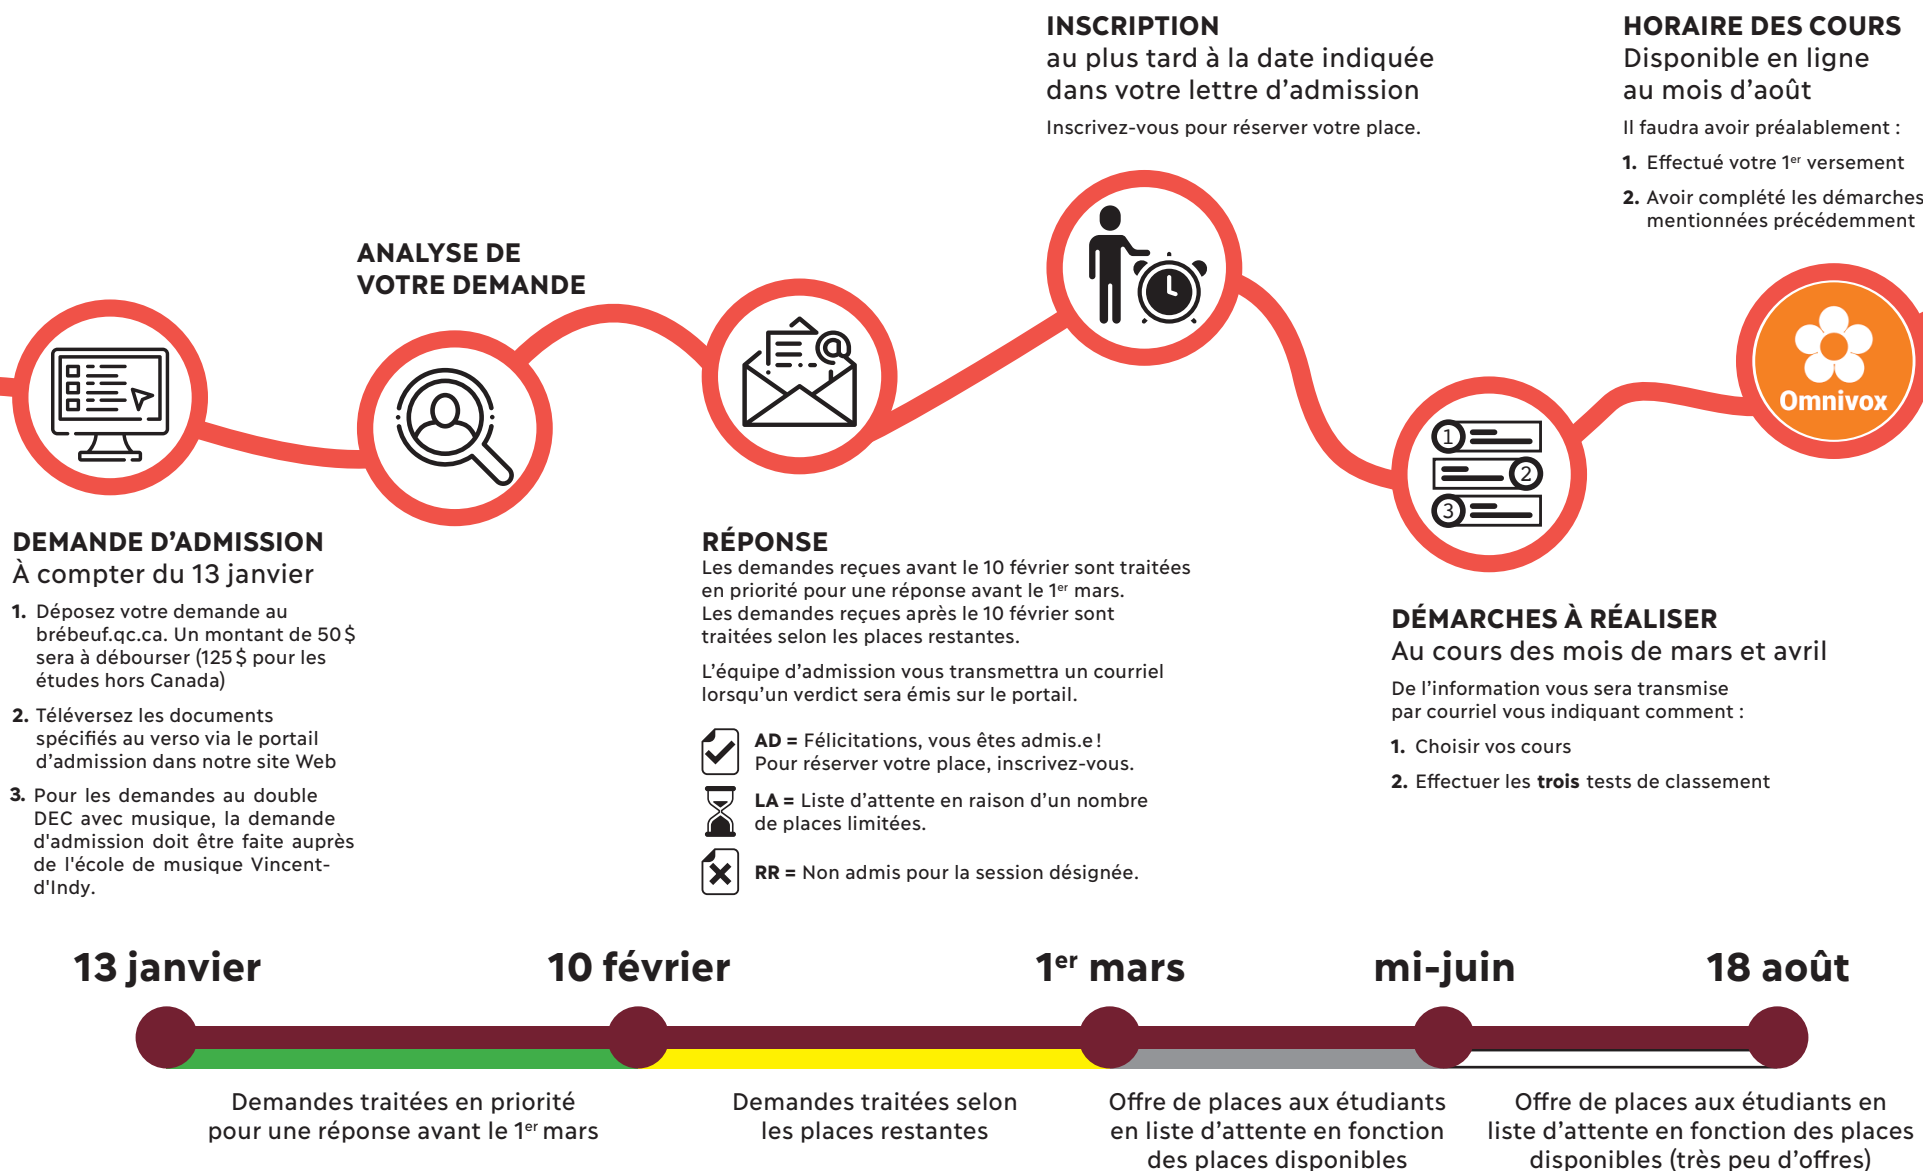 INSCRIPTION
au plus tard à la date indiquée
dans votre lettre d'admission
Inscrivez-vous pour réserver votre place.
HORAIRE DES COURS
Disponible en ligne
au mois d'août
Il faudra avoir préalablement :
1. Effectué votre 1er versement
2. Avoir complété les démarches
mentionnées précédemment
ANALYSE DE
VOTRE DEMANDE
Omnivox
1
2
3
DEMANDE D'ADMISSION
À compter du 13 janvier
1. Déposez votre demande au
brébeuf.qc.ca. Un montant de 50 $
sera à débourser (125 $ pour les
études hors Canada)
2. Téléversez les documents
spécifiés au verso via le portail
d'admission dans notre site Web
3. Pour les demandes au double
DEC avec musique, la demande
d'admission doit être faite auprès
de l'école de musique Vincent-
d'Indy.
RÉPONSE
Les demandes reçues avant le 10 février sont traitées
en priorité pour une réponse avant le 1er mars.
Les demandes reçues après le 10 février sont
traitées selon les places restantes.
L'équipe d'admission vous transmettra un courriel
lorsqu'un verdict sera émis sur le portail.
AD = Félicitations, vous êtes admis.e !
Pour réserver votre place, inscrivez-vous.
LA = Liste d'attente en raison d'un nombre
de places limitées.
RR = Non admis pour la session désignée.
DÉMARCHES À RÉALISER
Au cours des mois de mars et avril
De l'information vous sera transmise
par courriel vous indiquant comment :
1. Choisir vos cours
2. Effectuer les trois tests de classement
13 janvier
10 février
1er mars
mi-juin
18 août
Demandes traitées en priorité
pour une réponse avant le 1er mars
Demandes traitées selon
les places restantes
Offre de places aux étudiants
en liste d'attente en fonction
des places disponibles
Offre de places aux étudiants en
liste d'attente en fonction des places
disponibles (très peu d'offres)